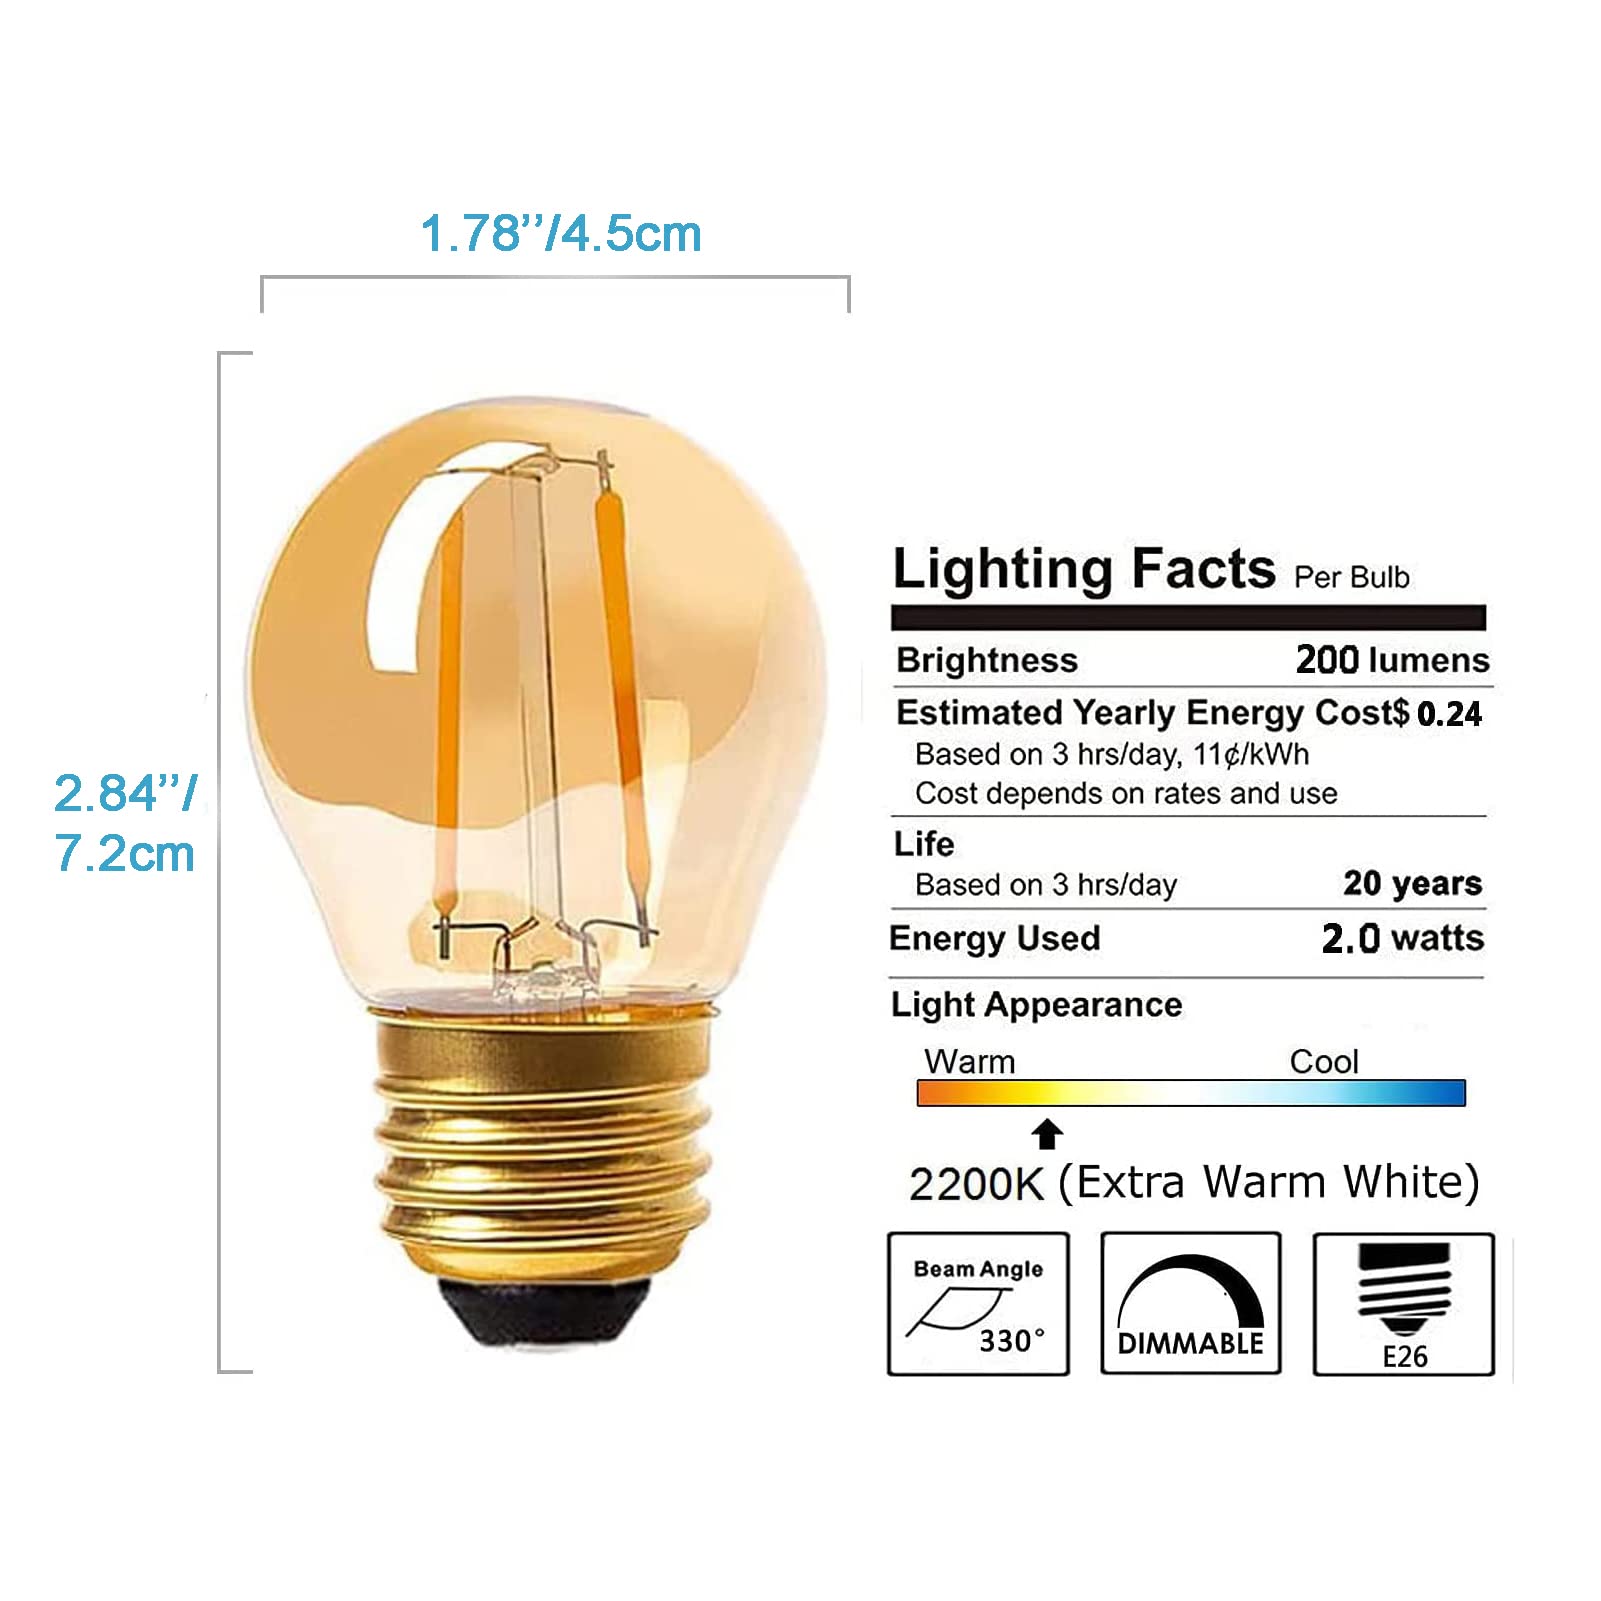 1.78’’/4.5cm
2.84’’/
7.2cm
Lighting Facts Per Bulb
Brightness 200 lumens
Estimated Yearly Energy Cost$ 0.24
Based on 3 hrs/day, 11¢/kWh
Cost depends on rates and use
Life
Based on 3 hrs/day 20 years
Energy Used 2.0 watts
Light Appearance
Warm Cool
2200K (Extra Warm White)
Beam Angle
330°
DIMMABLE
E26